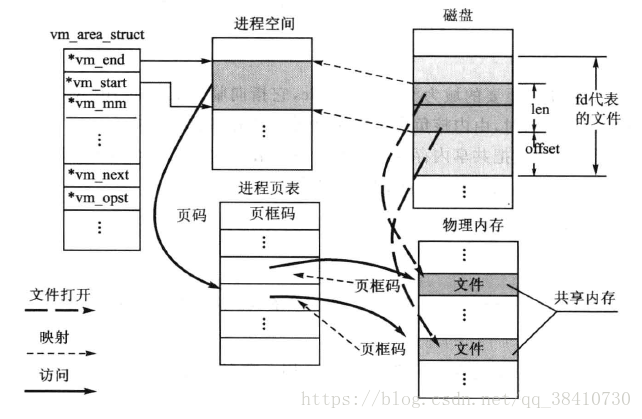 vm_area_struct
*vm_end
*vm_start
*vm_mm
⋮
*vm_next
*vm_opst
⋮
进程空间
⋮
磁盘
len
offset
fd代表
的文件
⋮
进程页表
页框码
⋮
⋮
页码
页框码
页框码
物理内存
⋮
文件
⋮
文件
⋮
共享内存
文件打开
映射
访问
https://blog.csdn.net/qq_38410730